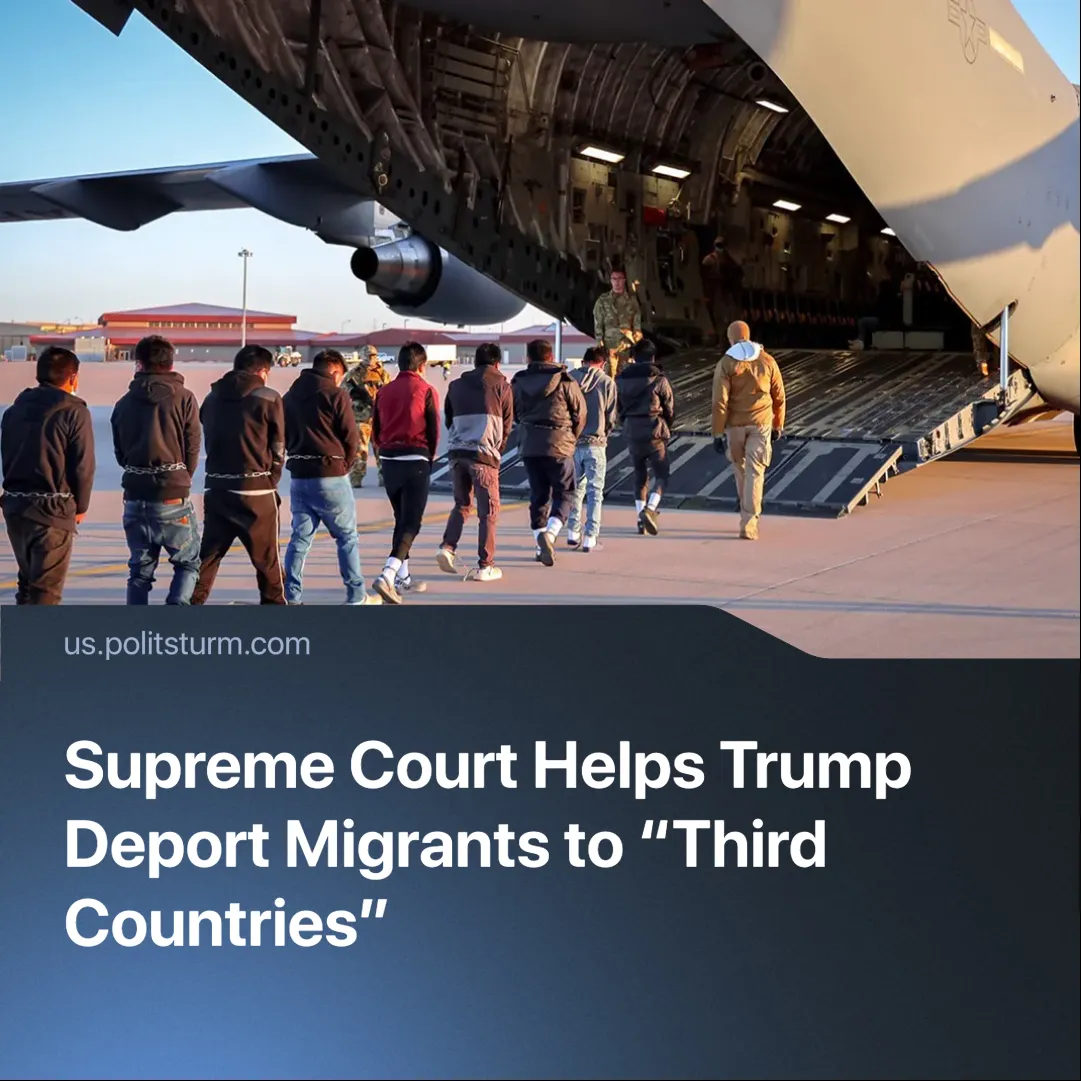 us.politsturm.com
Supreme Court Helps Trump
Deport Migrants to “Third
Countries”